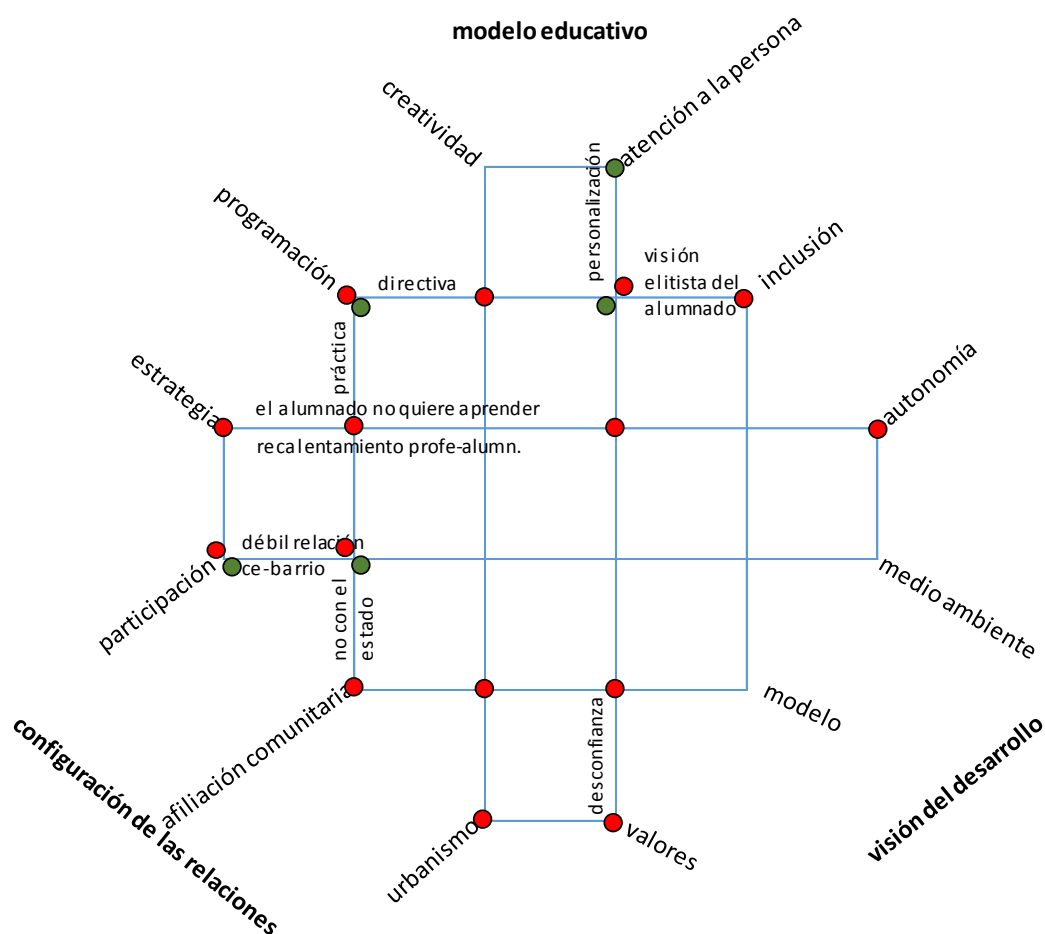 modelo educativo
creatividad
atención a la persona
programación
directiva
personalización
visión
elitista del
alumnado
inclusión
práctica
estrategia
el alumnado no quiere aprender
recalentamiento profe-alumn.
autonomía
débil relación
ce-barrio
participación
no con el
estado
medio ambiente
afiliación comunitaria
modelo
desconfianza
urbanismo
valores
configuración de las relaciones
visión del desarrollo